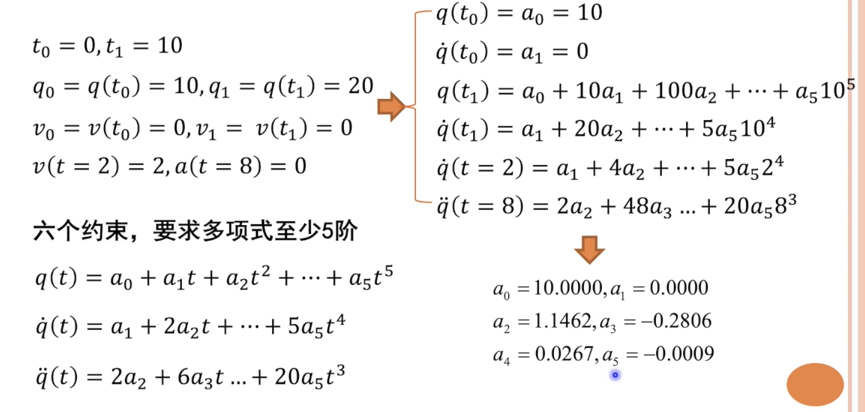 t₀ = 0, t₁ = 10
q₀ = q(t₀) = 10, q₁ = q(t₁) = 20
v₀ = v(t₀) = 0, v₁ = v(t₁) = 0
v(t = 2) = 2, a(t = 8) = 0
六个约束，要求多项式至少5阶
q(t) = a₀ + a₁t + a₂t² + ⋯ + a₅t⁵
q̇(t) = a₁ + 2a₂t + ⋯ + 5a₅t⁴
q̈(t) = 2a₂ + 6a₃t … + 20a₅t³
q(t₀) = a₀ = 10
q̇(t₀) = a₁ = 0
q(t₁) = a₀ + 10a₁ + 100a₂ + ⋯ + a₅10⁵
q̇(t₁) = a₁ + 20a₂ + ⋯ + 5a₅10⁴
q̇(t = 2) = a₁ + 4a₂ + ⋯ + 5a₅2⁴
q̈(t = 8) = 2a₂ + 48a₃ … + 20a₅8³
a₀ = 10.0000, a₁ = 0.0000
a₂ = 1.1462, a₃ = −0.2806
a₄ = 0.0267, a₅ = −0.0009